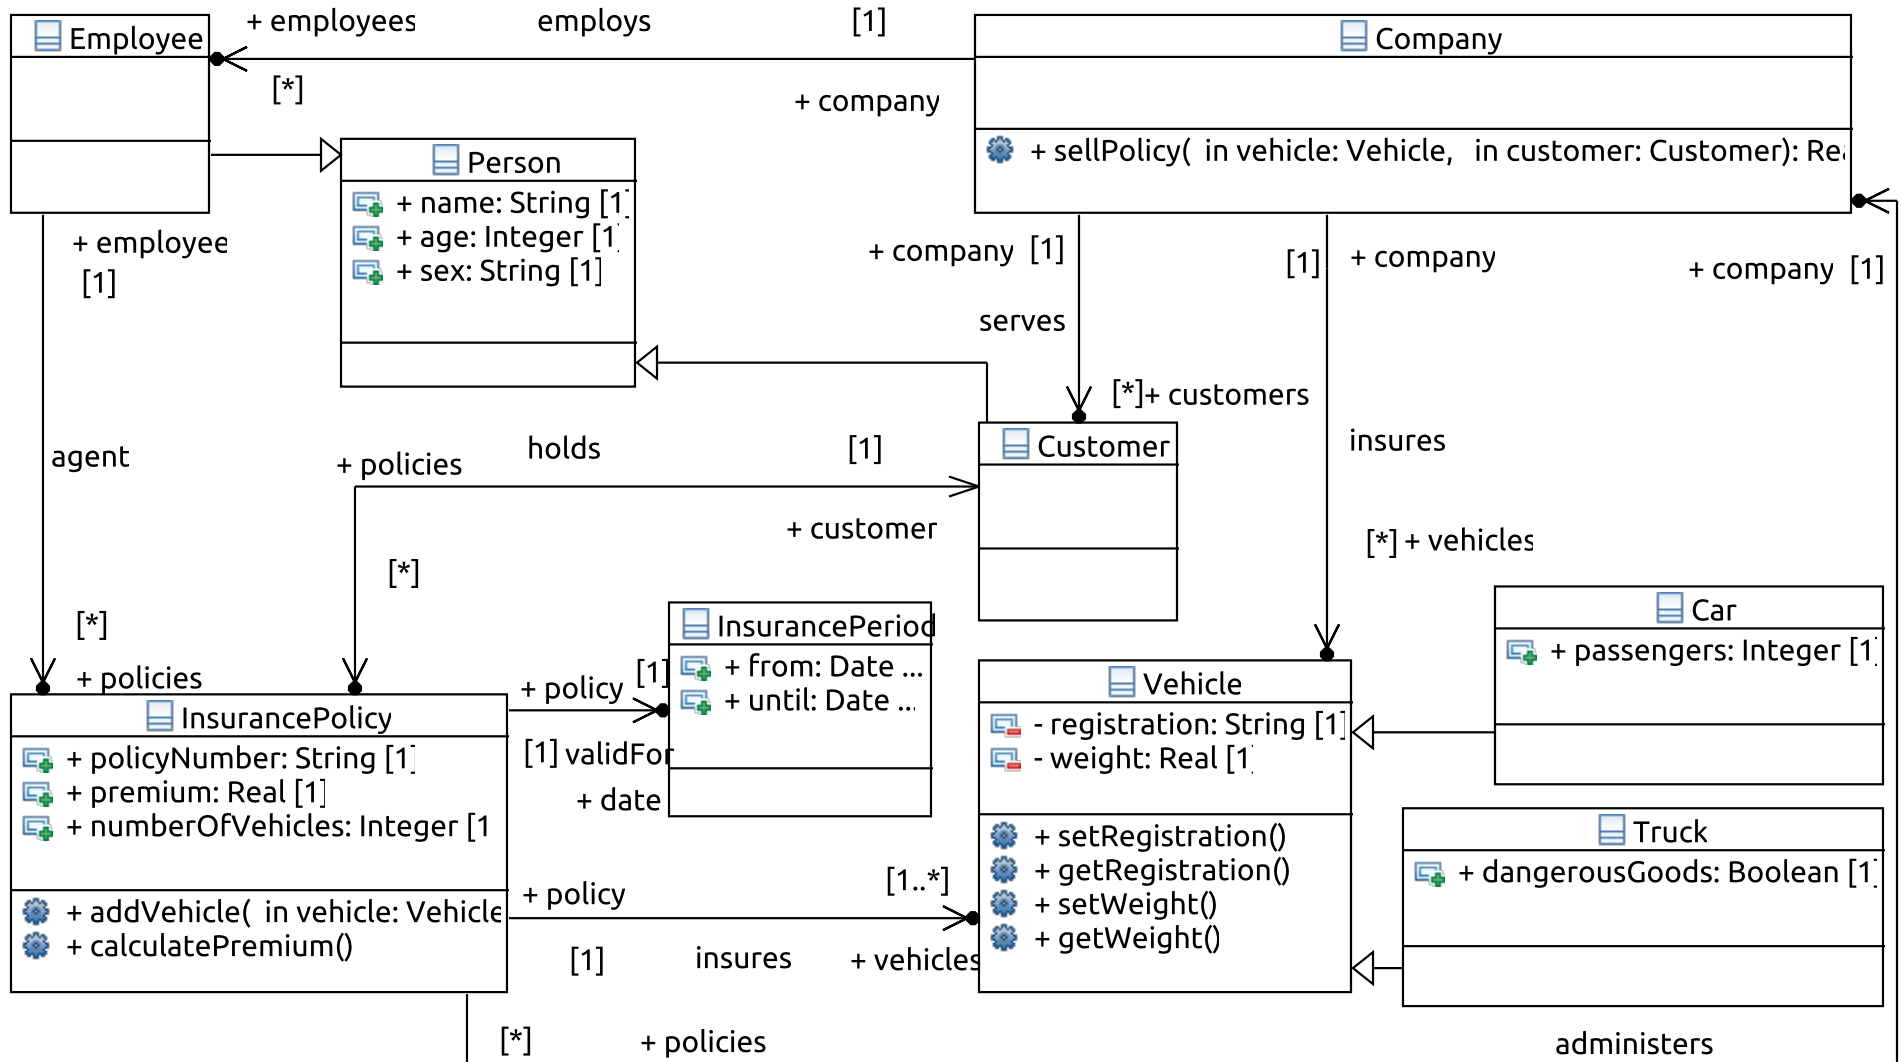 Employee
+ employees
employs
[1]
Company
[*]
+ company
+ sellPolicy( in vehicle: Vehicle, in customer: Customer): Re
Person
+ name: String [1]
+ age: Integer [1
+ sex: String [1]
+ employee
[1]
+ company [1]
[1] + company
+ company [1]
serves
[*]+ customers
agent
+ policies
holds
[1]
Customer
insures
+ customer
[*] + vehicles
[*]
[*]
+ policies
InsurancePeriod
+ from: Date ...
+ until: Date ...
Car
+ passengers: Integer [1]
+ policy [1]
[1] validFor
+ date
Vehicle
- registration: String [1]
- weight: Real [1]
+ setRegistration()
+ getRegistration()
+ setWeight()
+ getWeight()
InsurancePolicy
+ policyNumber: String [1]
+ premium: Real [1]
+ numberOfVehicles: Integer [1
+ addVehicle( in vehicle: Vehicle
+ calculatePremium()
Truck
+ dangerousGoods: Boolean [1]
+ policy
[1..*]
[1]
insures
+ vehicles
[*]
+ policies
administers